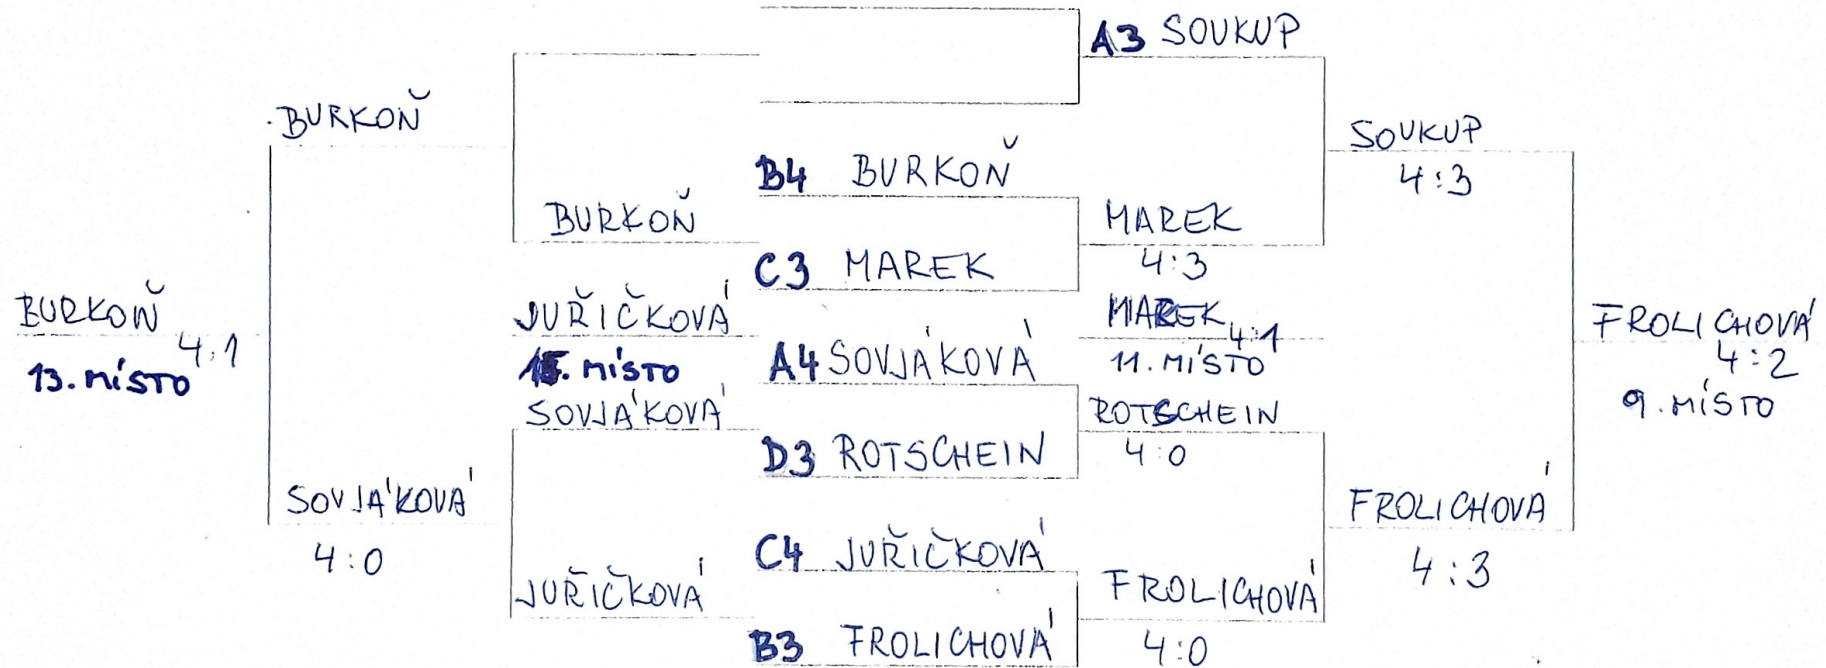 A3 SOUKUP
BURKOŇ
SOUKUP
4:3
B4 BURKOŇ
BURKOŇ
MAREK
4:3
C3 MAREK
BURKOŇ 4:1
13. MÍSTO
JUŘIČKOVÁ
15. MÍSTO
MAREK 4:1
11. MÍSTO
FROLICHOVÁ
4:2
9. MÍSTO
A4 SOVJÁKOVÁ
SOVJÁKOVÁ
ROTSCHEIN
4:0
D3 ROTSCHEIN
SOVJÁKOVÁ
4:0
FROLICHOVÁ
4:3
C4 JUŘIČKOVÁ
JUŘIČKOVÁ
FROLICHOVÁ
4:0
B3 FROLICHOVÁ